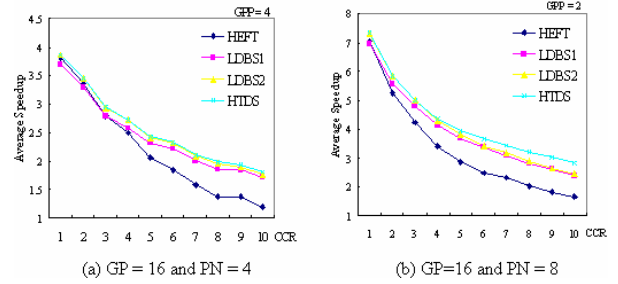 GPP = 4
4.5
4
3.5
3
2.5
2
1.5
1
Average Speedup
HEFT
LDBS1
LDBS2
HTDS
1 2 3 4 5 6 7 8 9 10 CCR
(a) GP = 16 and PN = 4
GPP = 2
8
7
6
5
4
3
2
1
Average Speedup
HEFT
LDBS1
LDBS2
HTDS
1 2 3 4 5 6 7 8 9 10 CCR
(b) GP=16 and PN = 8